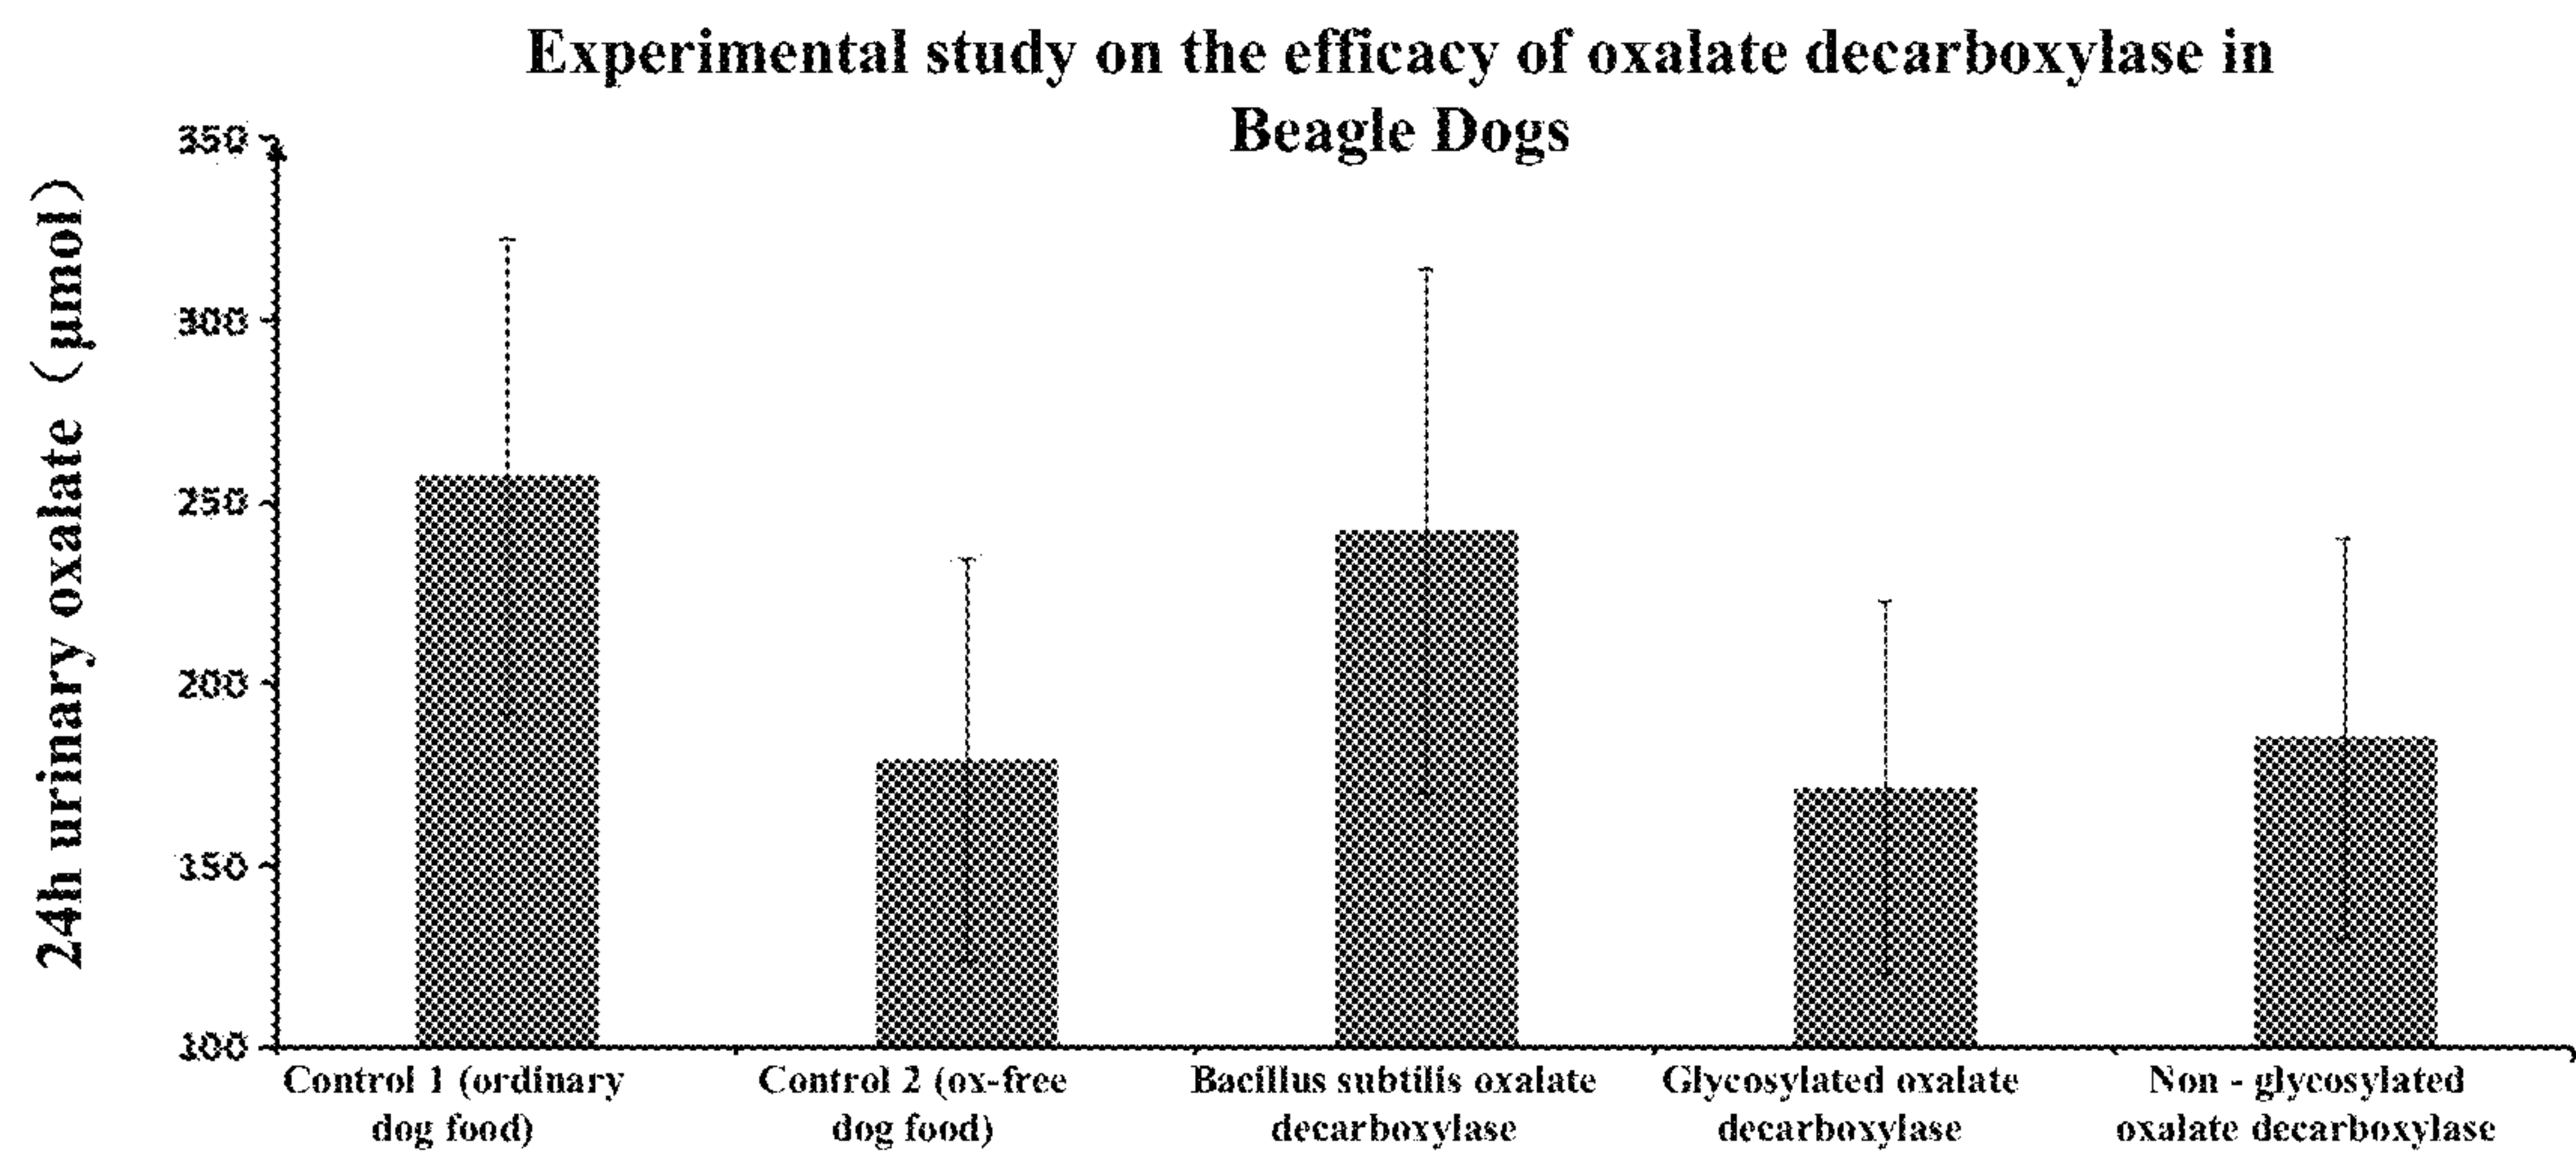 Experimental study on the efficacy of oxalate decarboxylase in
Beagle Dogs
24h urinary oxalate（μmol）
350
300
250
200
150
100
Control 1 (ordinary
dog food)
Control 2 (ox-free
dog food)
Bacillus subtilis oxalate
decarboxylase
Glycosylated oxalate
decarboxylase
Non - glycosylated
oxalate decarboxylase